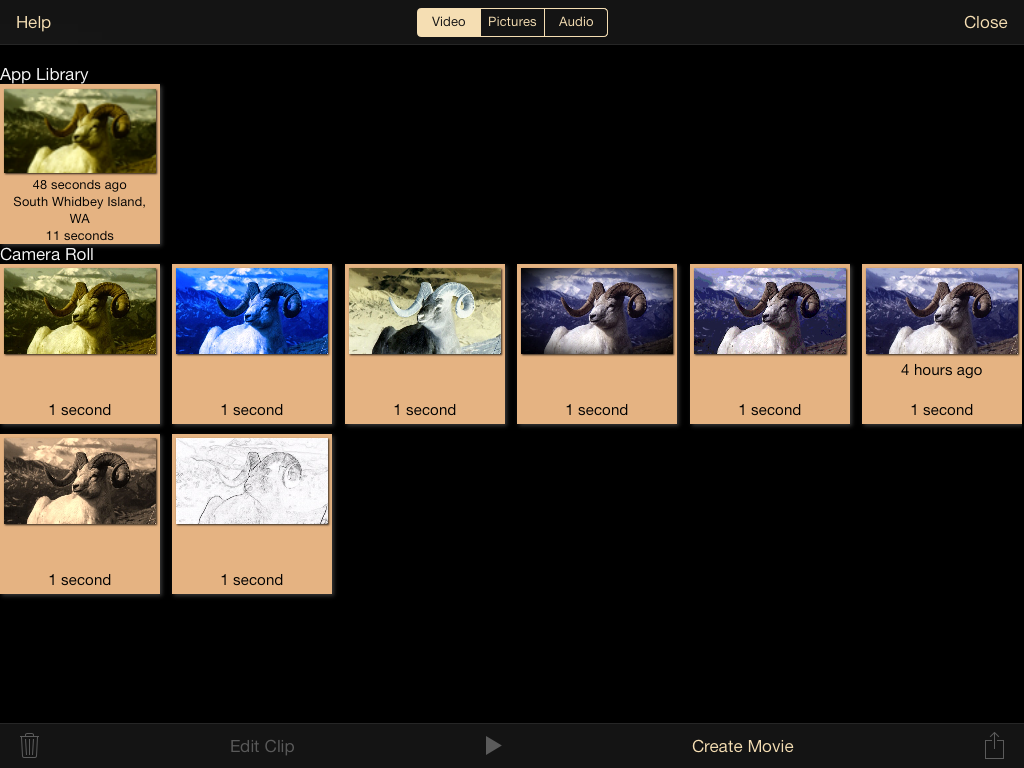 Help
Video
Pictures
Audio
Close
App Library
48 seconds ago
South Whidbey Island,
WA
11 seconds
Camera Roll
4 hours ago
1 second
1 second
1 second
1 second
1 second
1 second
1 second
1 second
Edit Clip
Create Movie